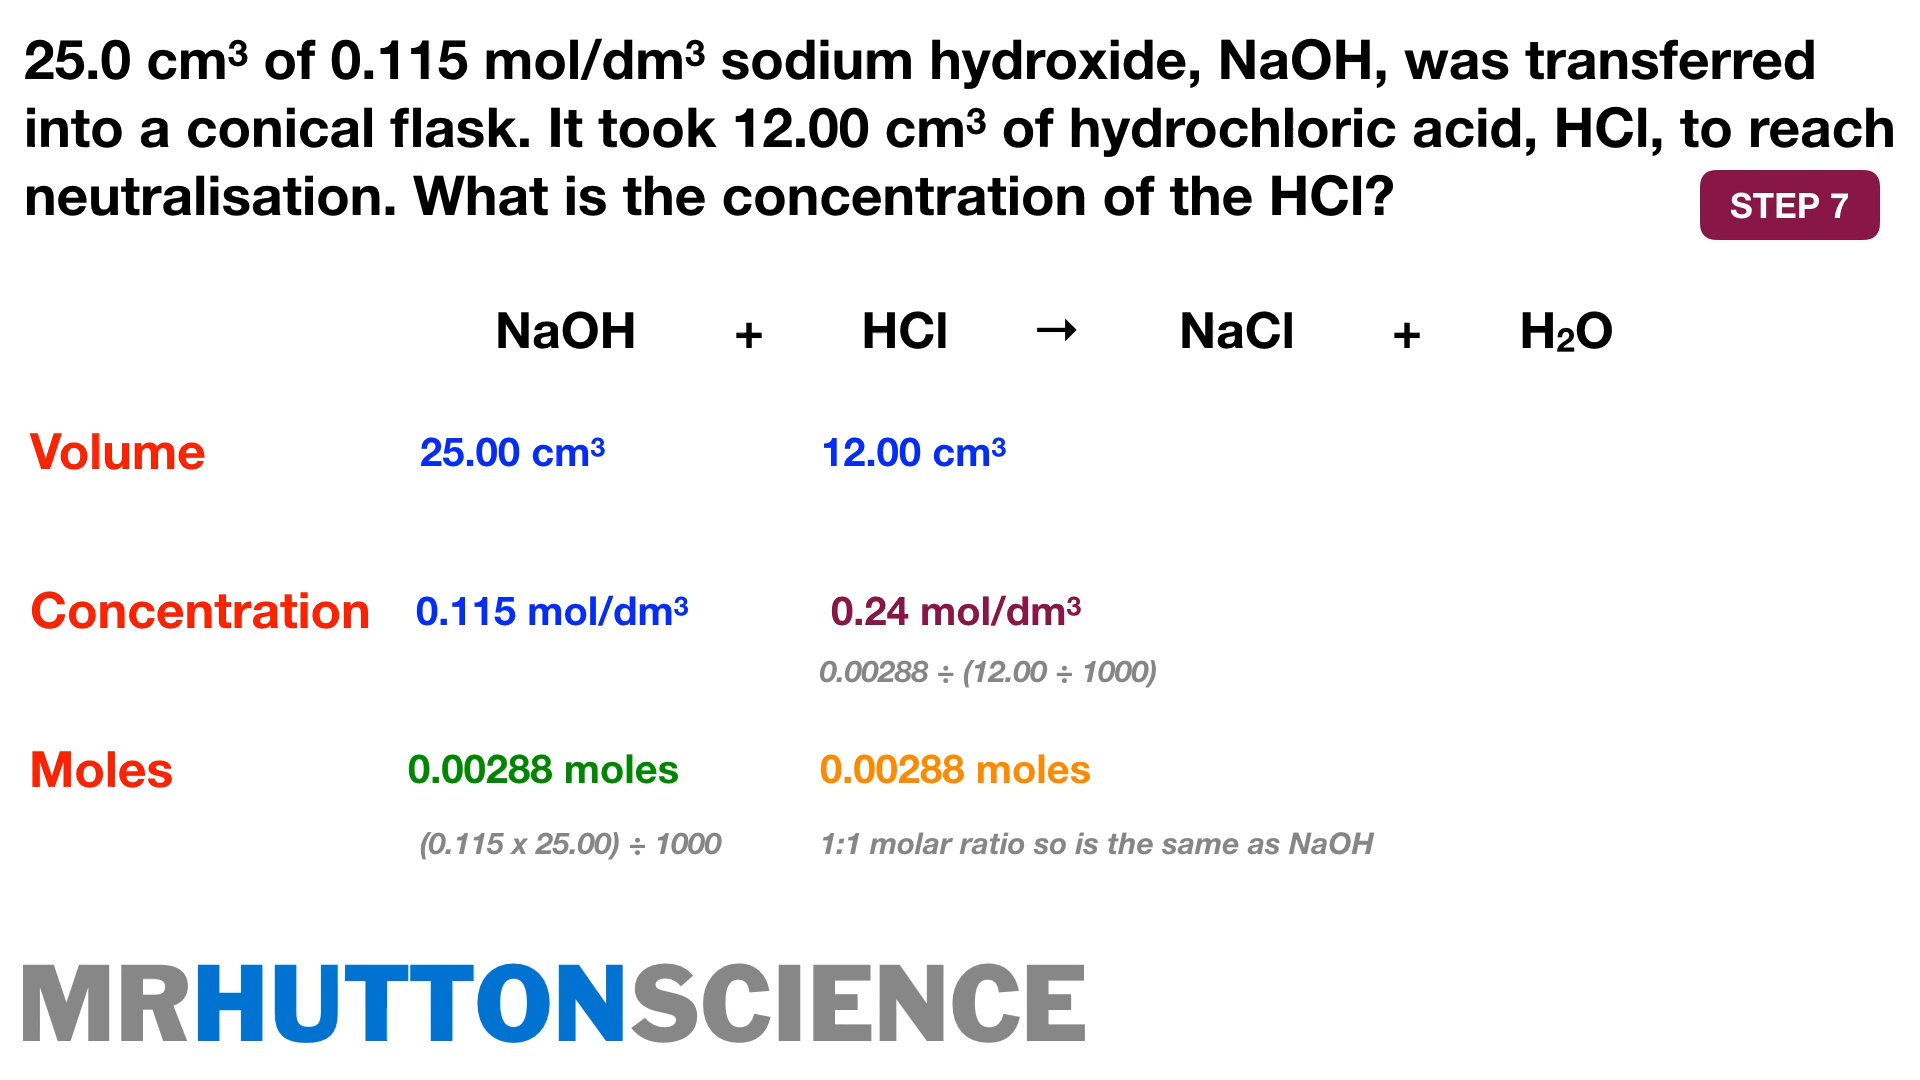 25.0 cm³ of 0.115 mol/dm³ sodium hydroxide, NaOH, was transferred
into a conical flask. It took 12.00 cm³ of hydrochloric acid, HCl, to reach
neutralisation. What is the concentration of the HCl?
STEP 7
NaOH + HCl → NaCl + H₂O
Volume 25.00 cm³ 12.00 cm³
Concentration 0.115 mol/dm³ 0.24 mol/dm³
0.00288 ÷ (12.00 ÷ 1000)
Moles 0.00288 moles 0.00288 moles
(0.115 x 25.00) ÷ 1000 1:1 molar ratio so is the same as NaOH
MRHUTTONSCIENCE